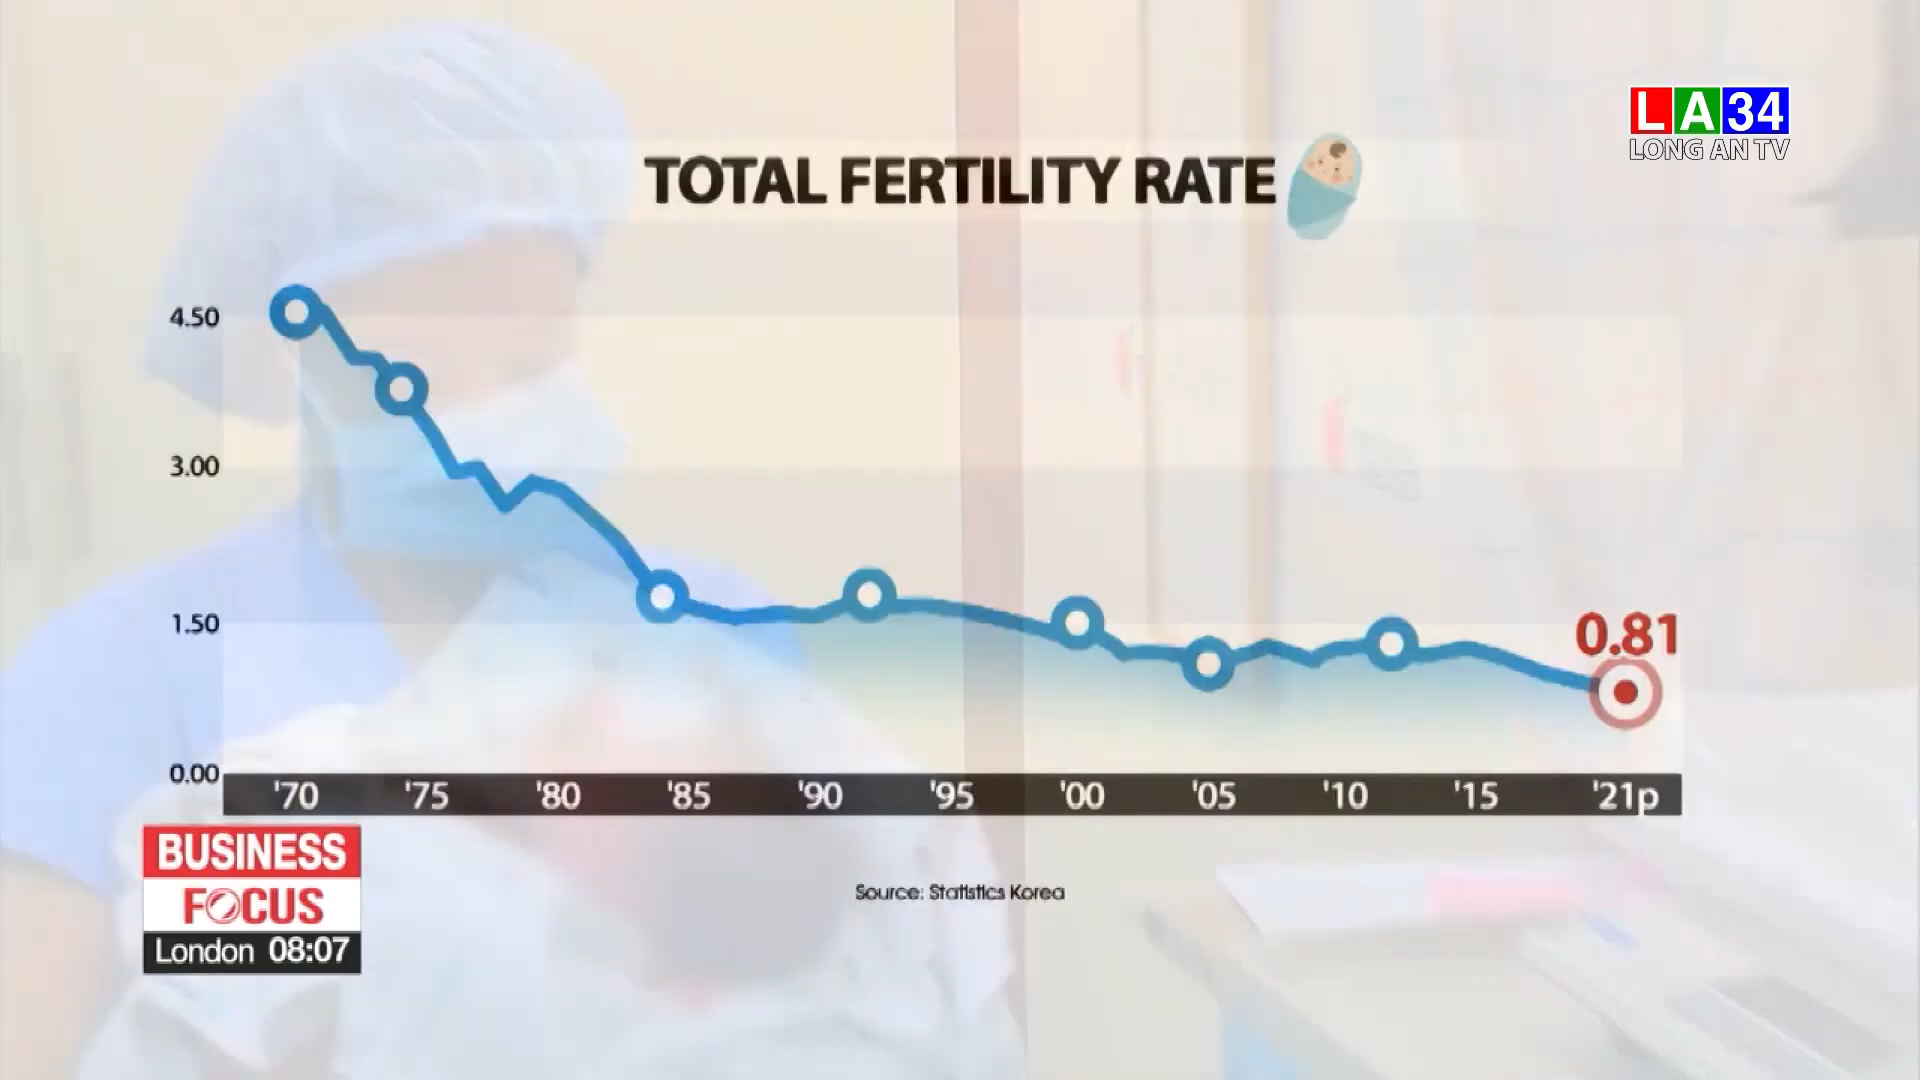 LA34
LONG AN TV
TOTAL FERTILITY RATE
4.50
3.00
1.50
0.00
0.81
'70 '75 '80 '85 '90 '95 '00 '05 '10 '15 '21p
Source: Statistics Korea
BUSINESS
FOCUS
London 08:07